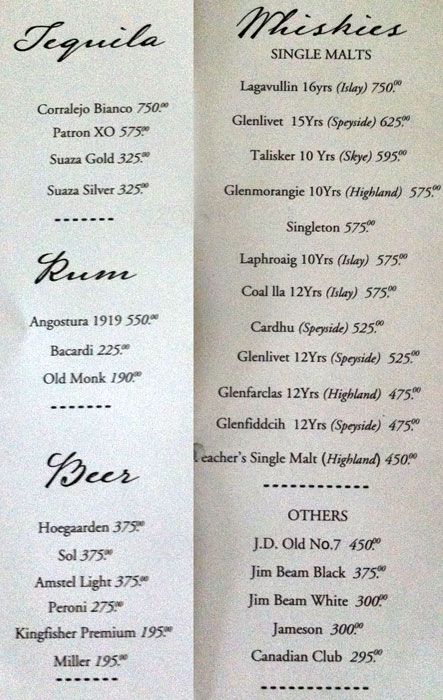 Tequila
Corralejo Bianco 750.00
Patron XO 575.00
Suaza Gold 325.00
Suaza Silver 325.00
Rum
Angostura 1919 550.00
Bacardi 225.00
Old Monk 190.00
Beer
Hoegaarden 375.00
Sol 375.00
Amstel Light 375.00
Peroni 275.00
Kingfisher Premium 195.00
Miller 195.00
Whiskies
SINGLE MALTS
Lagavullin 16yrs (Islay) 750.00
Glenlivet 15Yrs (Speyside) 625.00
Talisker 10 Yrs (Skye) 595.00
Glenmorangie 10Yrs (Highland) 575.00
Singleton 575.00
Laphroaig 10Yrs (Islay) 575.00
Coal lla 12Yrs (Islay) 575.00
Cardhu (Speyside) 525.00
Glenlivet 12Yrs (Speyside) 525.00
Glenfarclas 12Yrs (Highland) 475.00
Glenfiddcih 12Yrs (Speyside) 475.00
Teacher's Single Malt (Highland) 450.00
OTHERS
J.D. Old No.7 450.00
Jim Beam Black 375.00
Jim Beam White 300.00
Jameson 300.00
Canadian Club 295.00